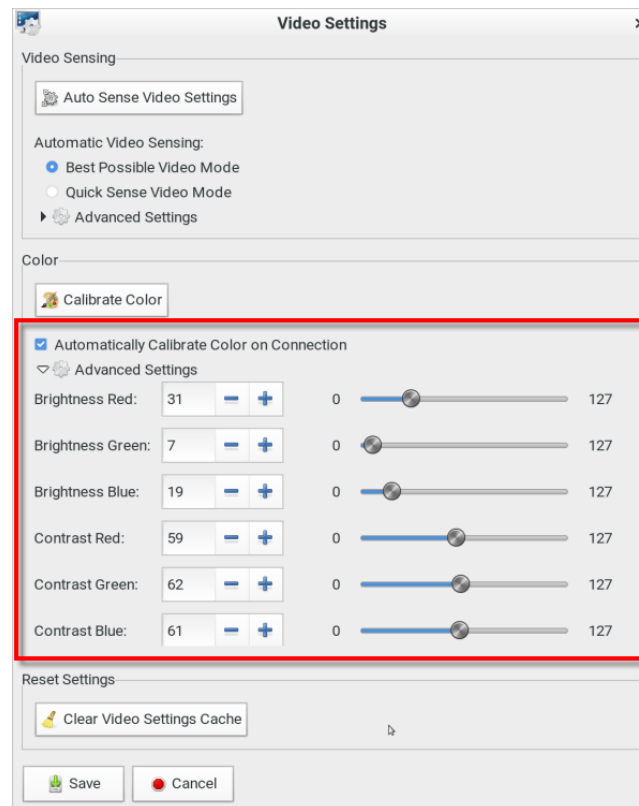 Video Settings
Video Sensing
Auto Sense Video Settings
Automatic Video Sensing:
Best Possible Video Mode
Quick Sense Video Mode
Advanced Settings
Color
Calibrate Color
Automatically Calibrate Color on Connection
Advanced Settings
Brightness Red: 31 0 127
Brightness Green: 7 0 127
Brightness Blue: 19 0 127
Contrast Red: 59 0 127
Contrast Green: 62 0 127
Contrast Blue: 61 0 127
Reset Settings
Clear Video Settings Cache
Save Cancel